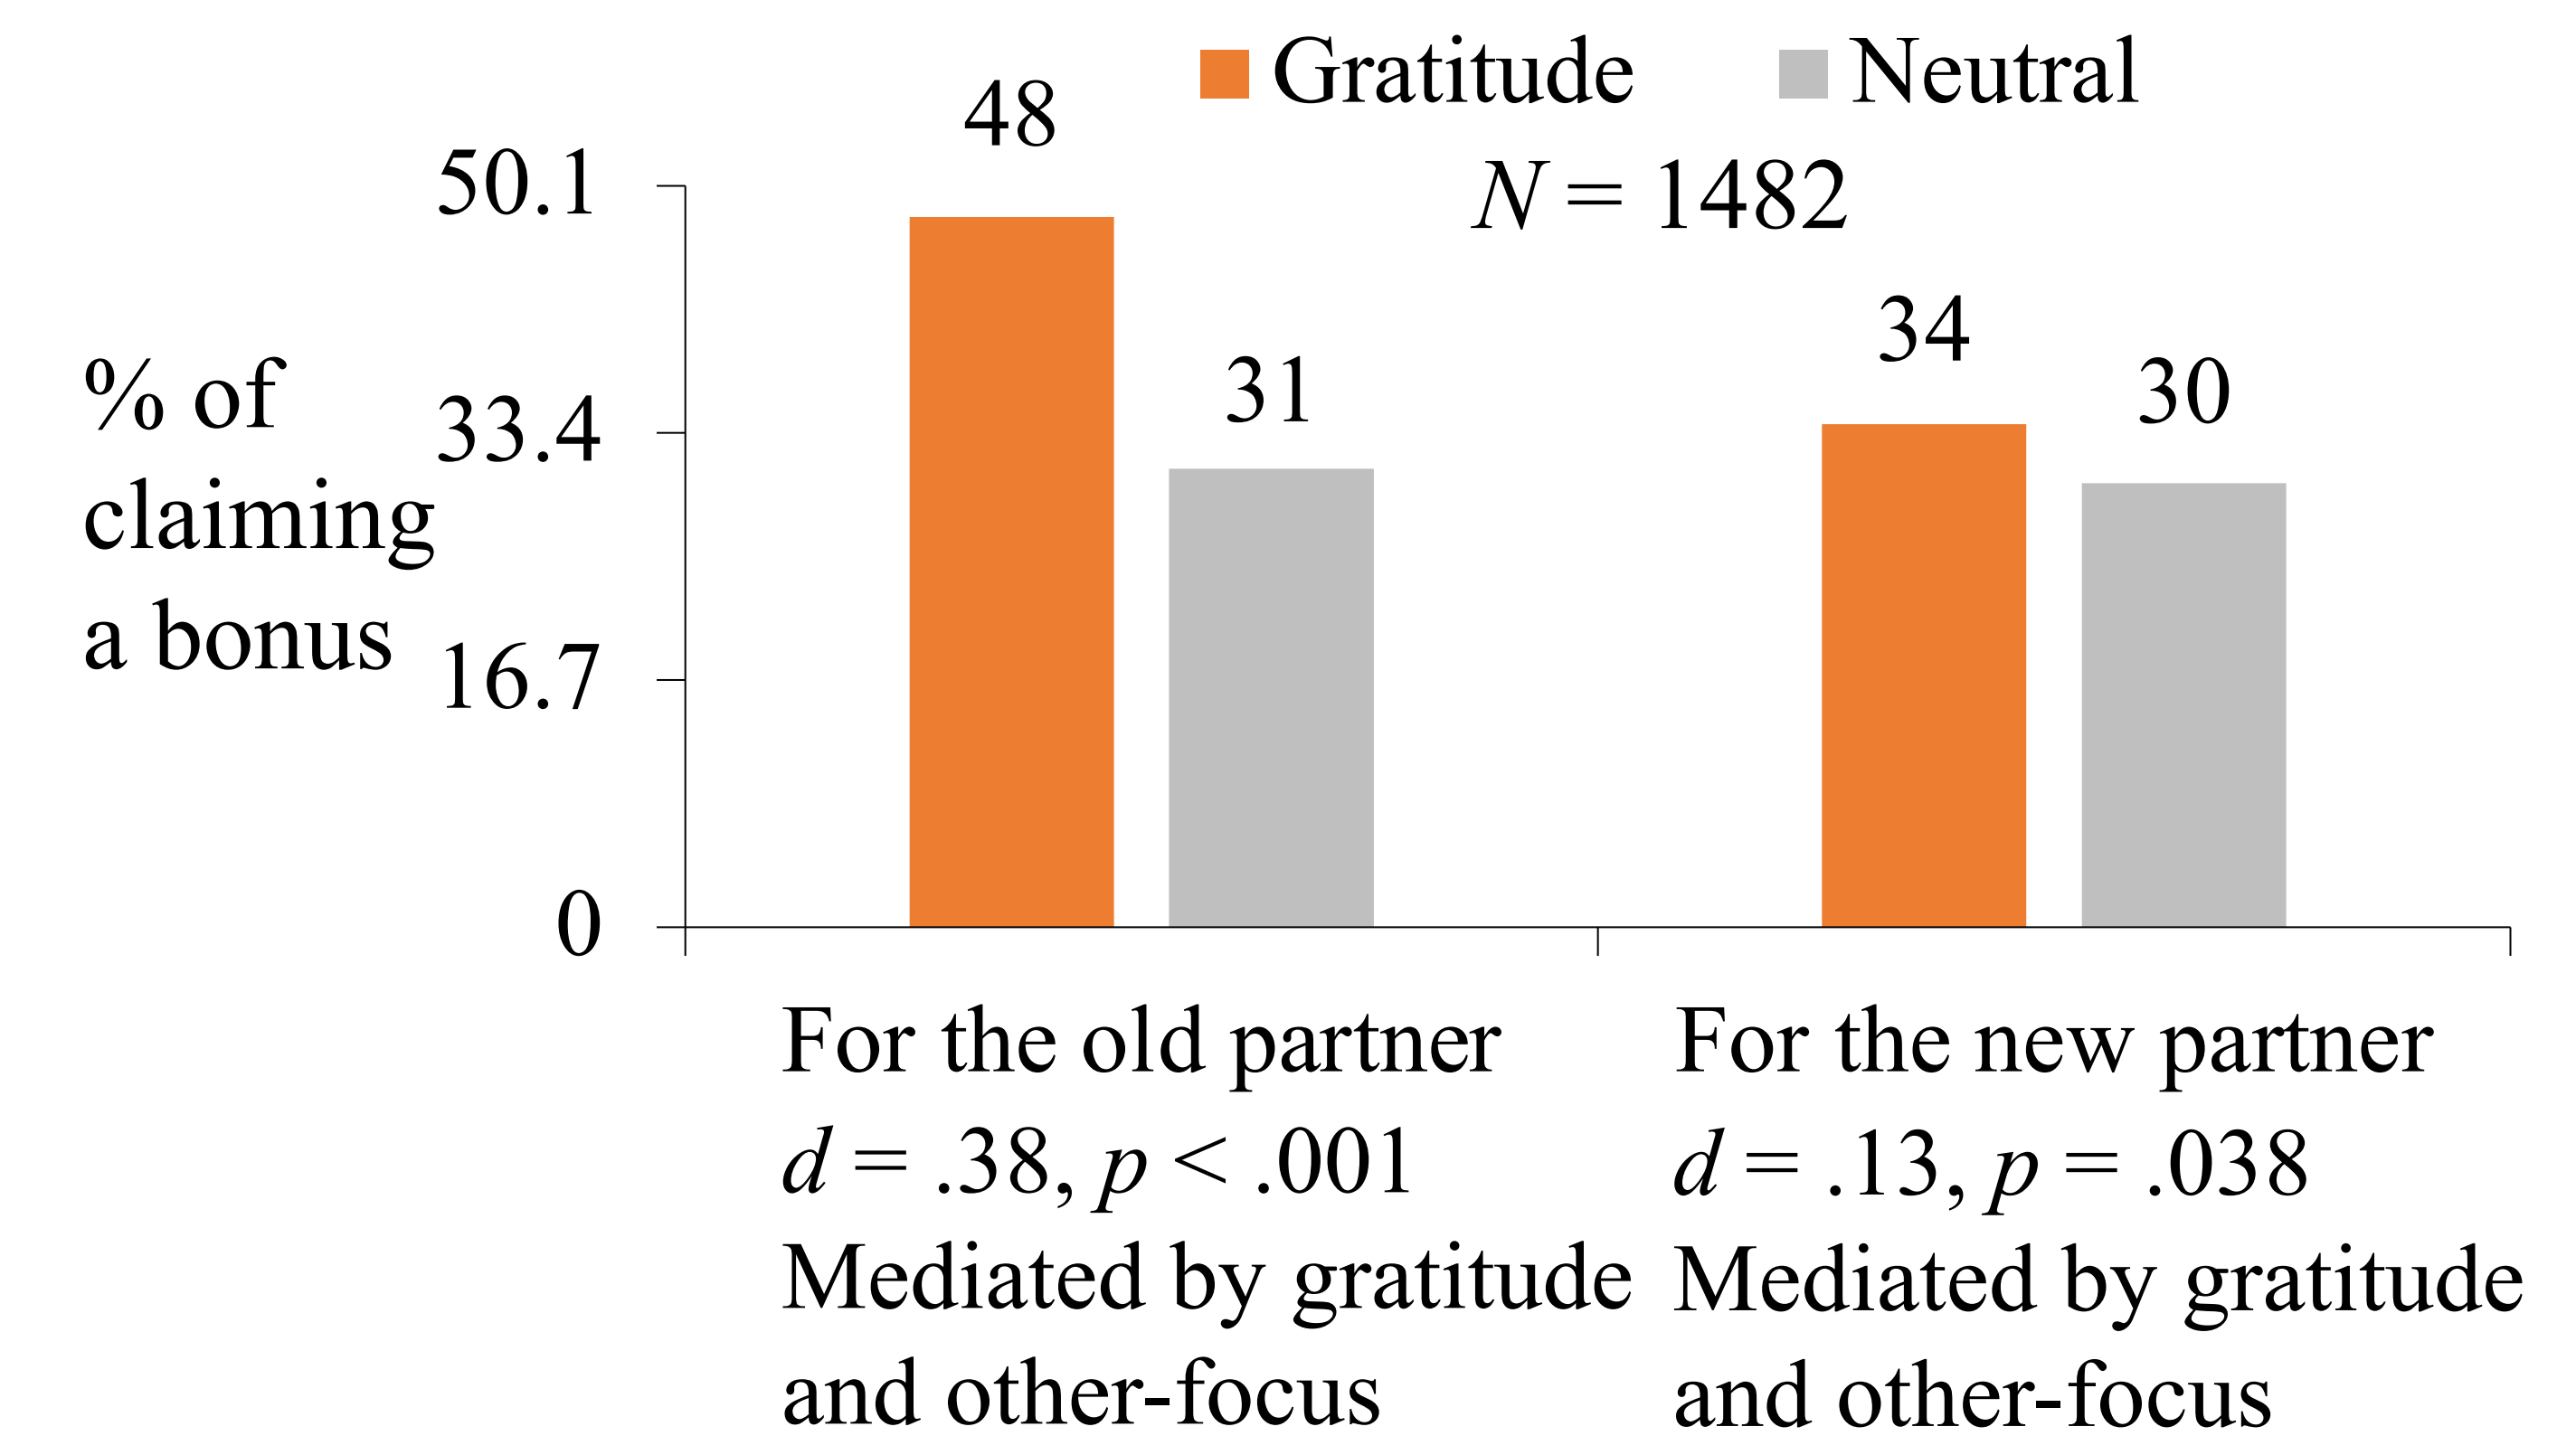 Gratitude Neutral
N = 1482
48
31
34
30
50.1
33.4
16.7
0
% of
claiming
a bonus
For the old partner
d = .38, p < .001
Mediated by gratitude
and other-focus
For the new partner
d = .13, p = .038
Mediated by gratitude
and other-focus